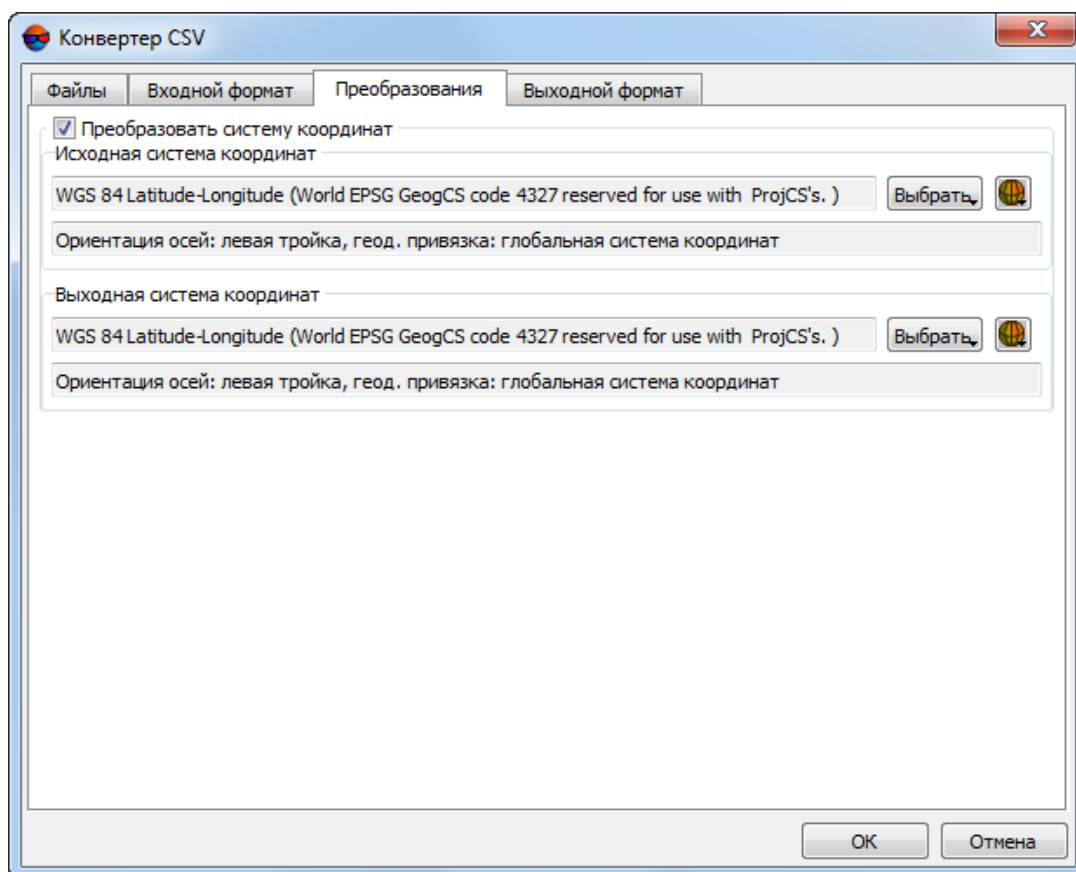 Конвертер CSV
Файлы Входной формат Преобразования Выходной формат
Преобразовать систему координат
Исходная система координат
WGS 84 Latitude-Longitude (World EPSG GeogCS code 4327 reserved for use with ProjCS's. ) Выбрать
Ориентация осей: левая тройка, геод. привязка: глобальная система координат
Выходная система координат
WGS 84 Latitude-Longitude (World EPSG GeogCS code 4327 reserved for use with ProjCS's. ) Выбрать
Ориентация осей: левая тройка, геод. привязка: глобальная система координат
OK Отмена